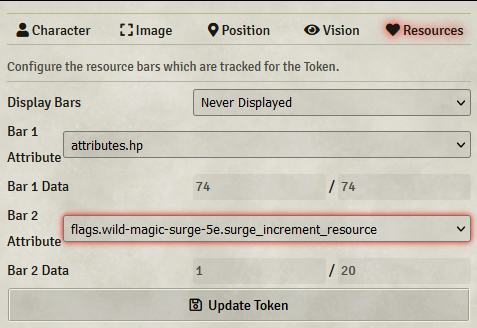 Character Image Position Vision Resources
Configure the resource bars which are tracked for the Token.
Display Bars Never Displayed
Bar 1 Attribute attributes.hp
Bar 1 Data 74 / 74
Bar 2 Attribute flags.wild-magic-surge-5e.surge_increment_resource
Bar 2 Data 1 / 20
Update Token